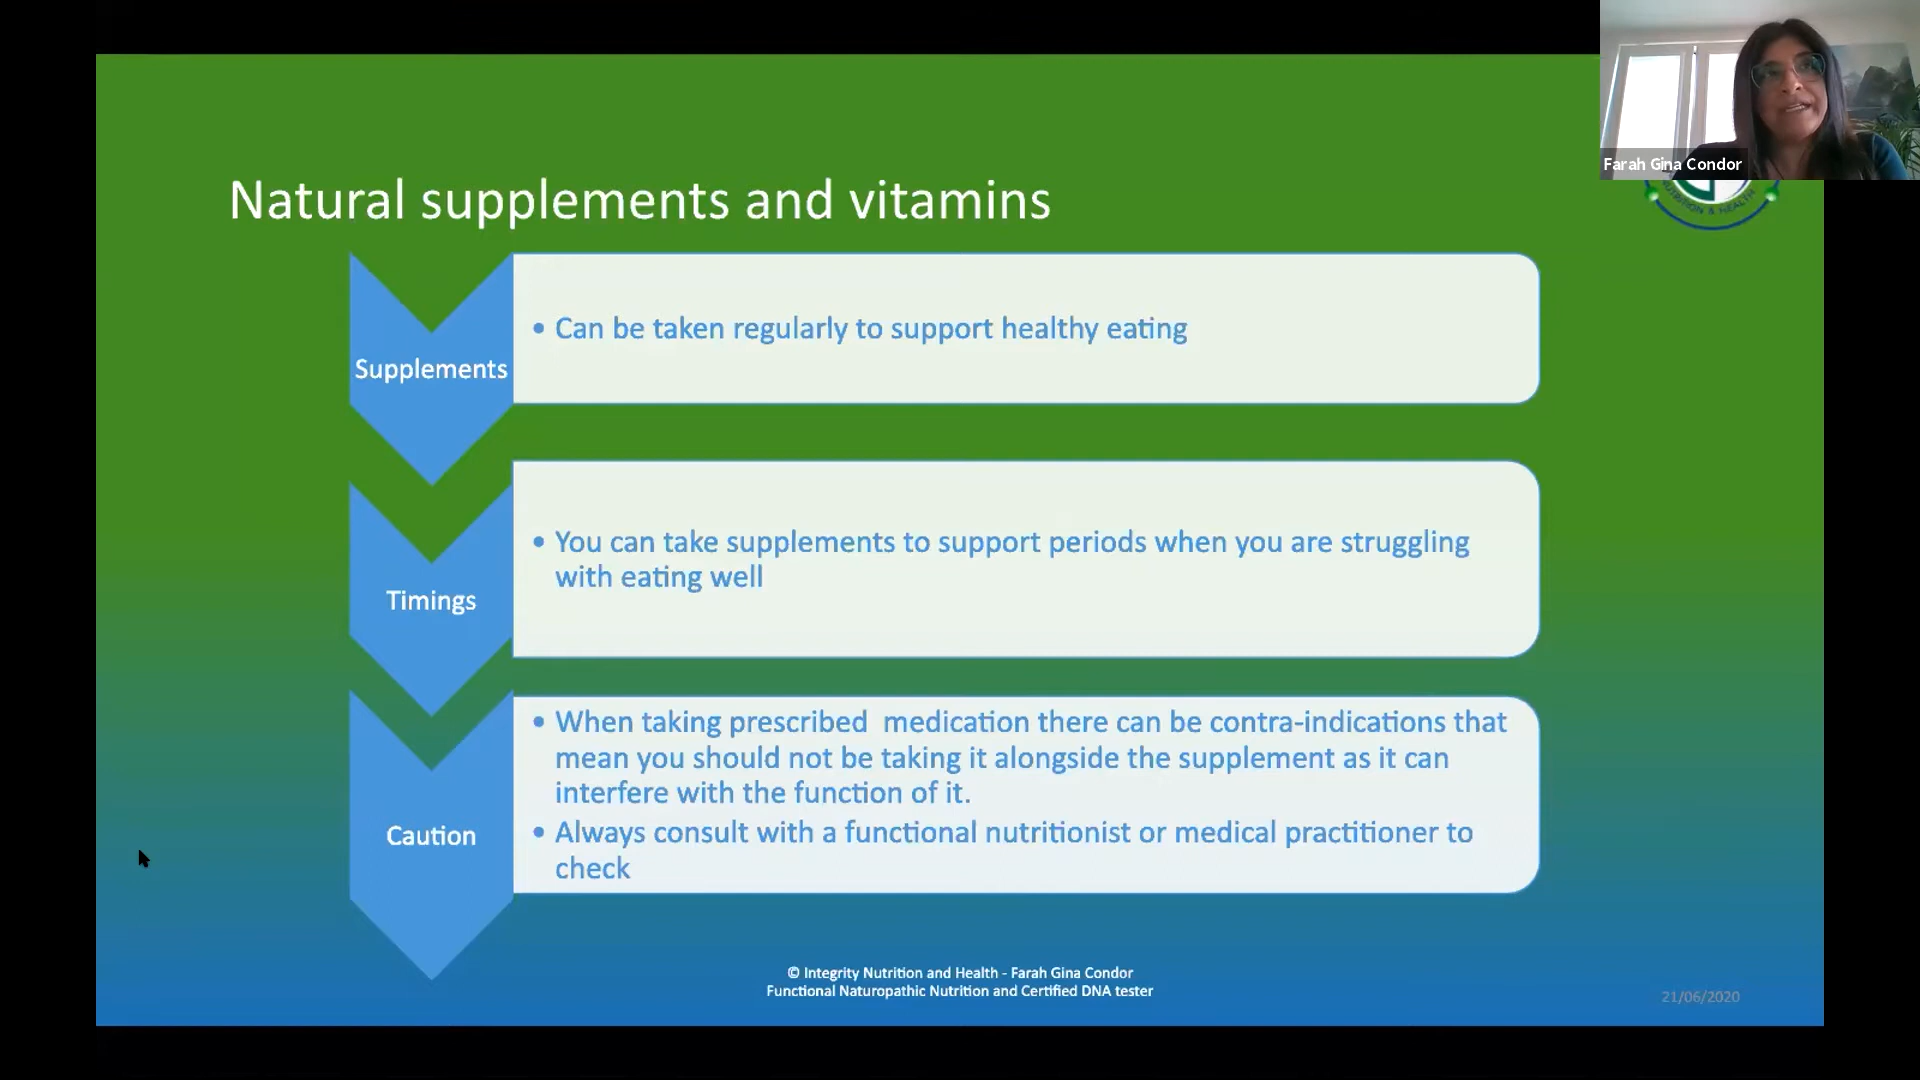 Farah Gina Condor
NUTRITION & HEALTH
Natural supplements and vitamins
Supplements
• Can be taken regularly to support healthy eating
Timings
• You can take supplements to support periods when you are struggling
with eating well
Caution
• When taking prescribed  medication there can be contra-indications that
mean you should not be taking it alongside the supplement as it can
interfere with the function of it.
• Always consult with a functional nutritionist or medical practitioner to
check
© Integrity Nutrition and Health - Farah Gina Condor
Functional Naturopathic Nutrition and Certified DNA tester
21/06/2020